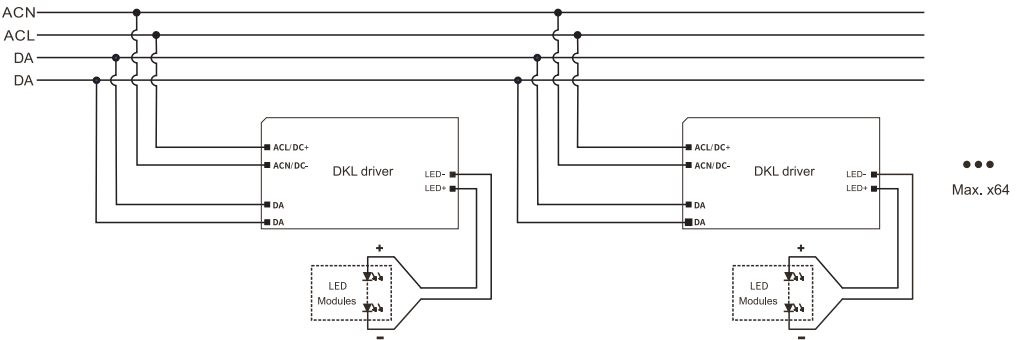 ACN
ACL
DA
DA
ACL/DC+
ACN/DC-
DKL driver
LED-
LED+
DA
DA
+
LED
Modules
-
ACL/DC+
ACN/DC-
DKL driver
LED-
LED+
DA
DA
+
LED
Modules
-
•••
Max. x64